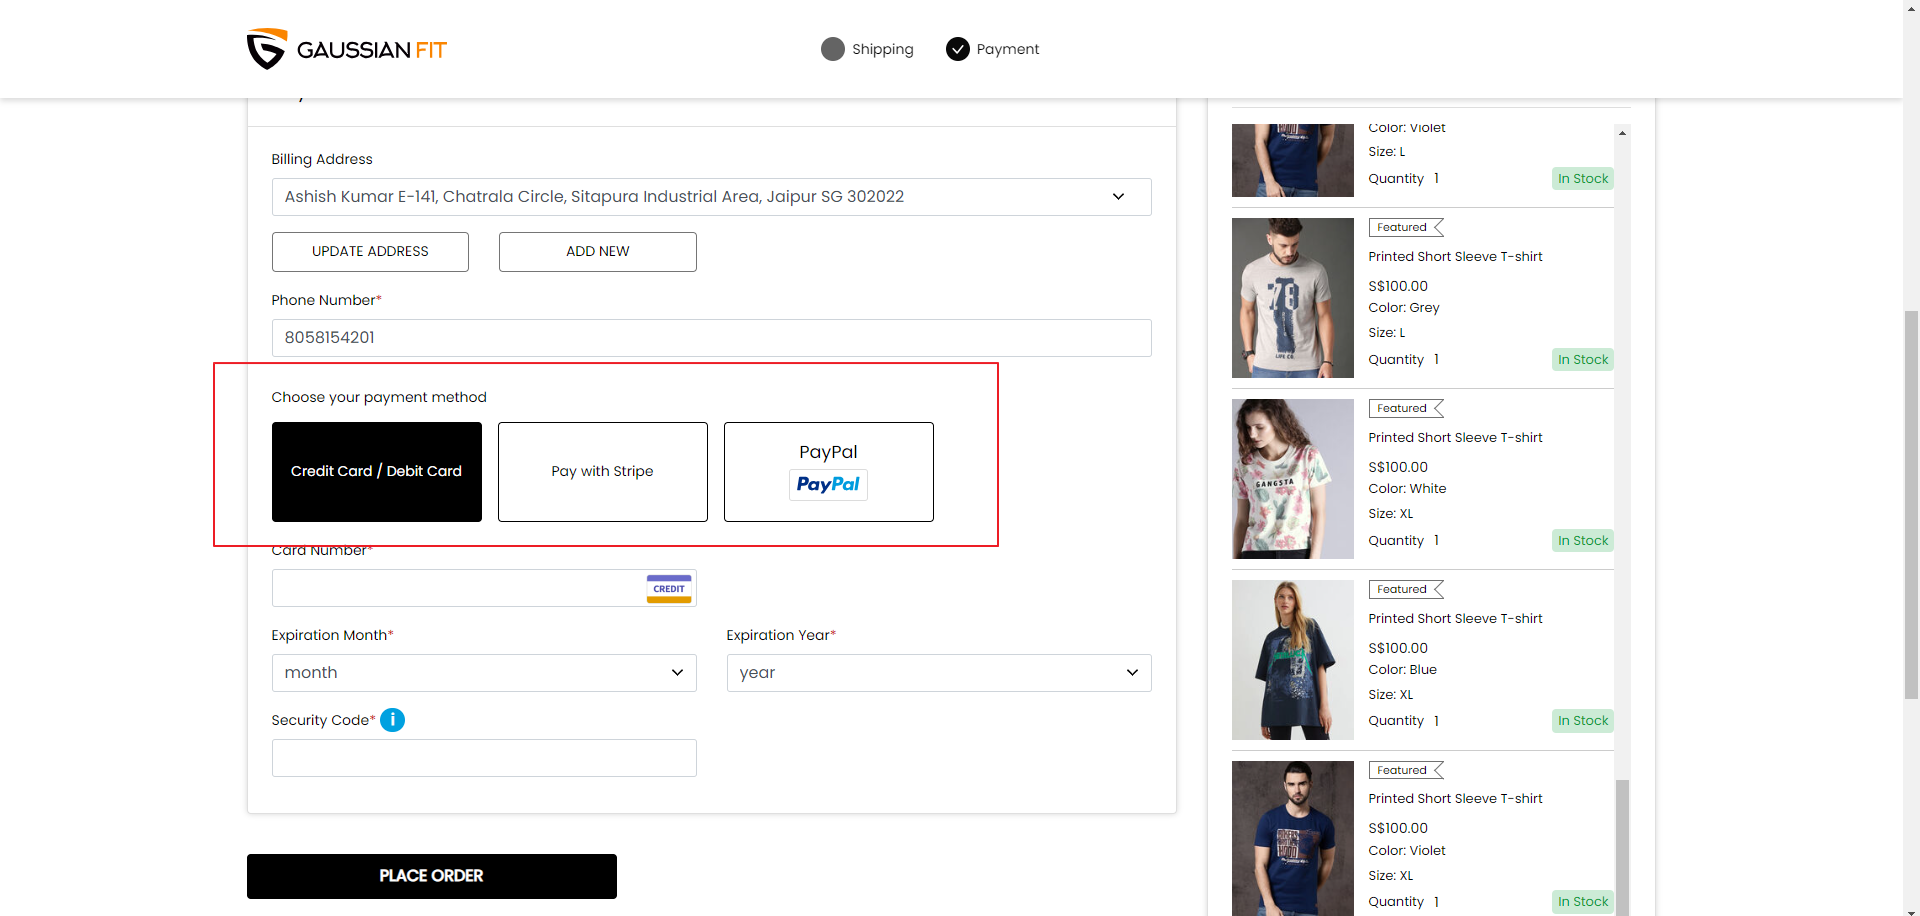 GAUSSIAN FIT
Shipping
Payment
Billing Address
Ashish Kumar E-141, Chatrala Circle, Sitapura Industrial Area, Jaipur SG 302022
UPDATE ADDRESS
ADD NEW
Phone Number*
8058154201
Choose your payment method
Credit Card / Debit Card
Pay with Stripe
PayPal
PayPal
Card Number*
CREDIT
Expiration Month*
month
Expiration Year*
year
Security Code* i
PLACE ORDER
Color: Violet
Size: L
Quantity 1
In Stock
Featured
Printed Short Sleeve T-shirt
S$100.00
Color: Grey
Size: L
Quantity 1
In Stock
78
LIFE CO.
Featured
Printed Short Sleeve T-shirt
S$100.00
Color: White
Size: XL
Quantity 1
In Stock
GANGSTA
Featured
Printed Short Sleeve T-shirt
S$100.00
Color: Blue
Size: XL
Quantity 1
In Stock
Featured
Printed Short Sleeve T-shirt
S$100.00
Color: Violet
Size: XL
Quantity 1
In Stock